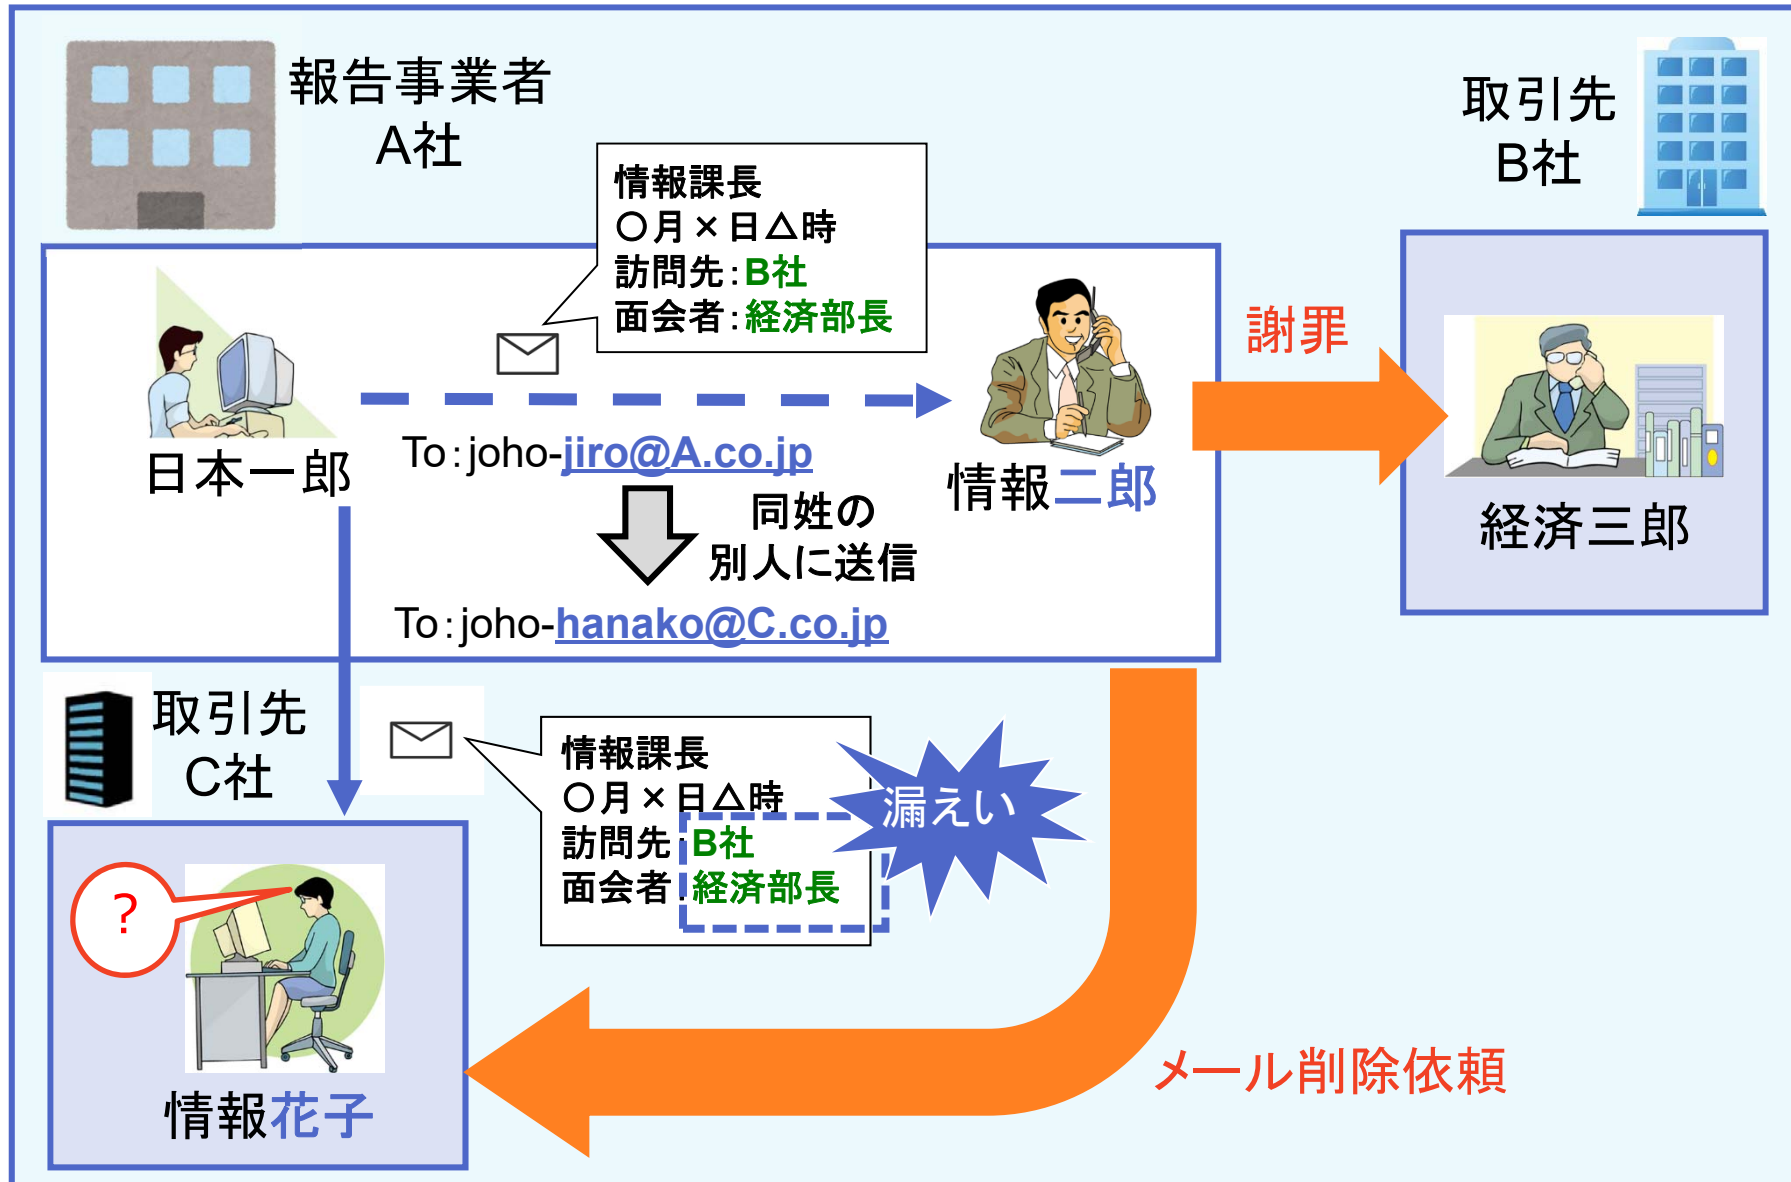 報告事業者
A社
取引先
B社
情報課長
〇月×日△時
訪問先：B社
面会者：経済部長
謝罪
To：joho-jiro@A.co.jp
日本一郎
情報二郎
経済三郎
同姓の
別人に送信
To：joho-hanako@C.co.jp
取引先
C社
情報課長
〇月×日△時
訪問先：B社
面会者：経済部長
漏えい
？
メール削除依頼
情報花子